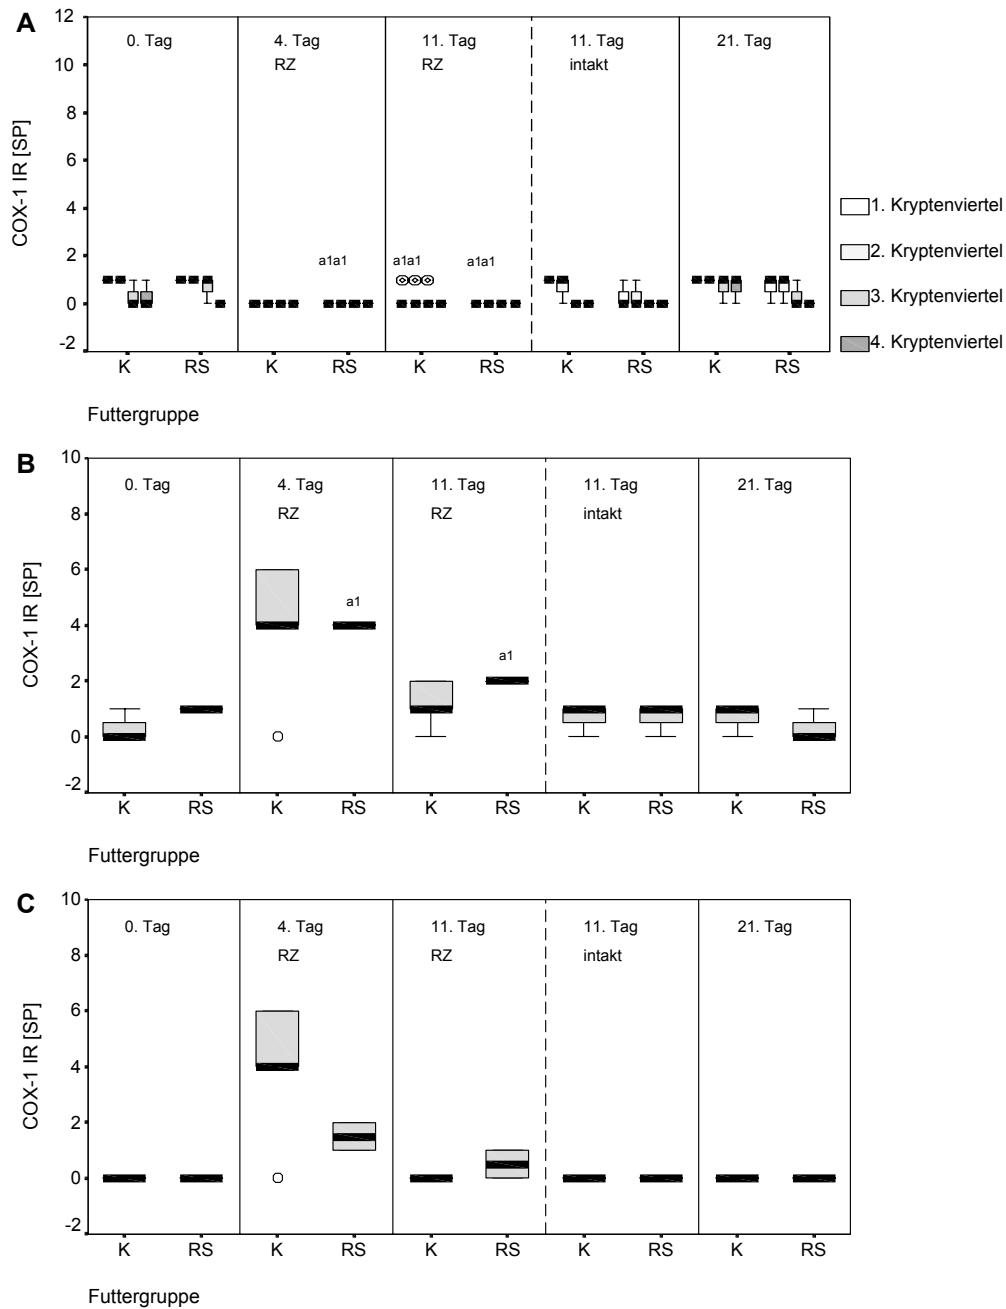 A
12
10
8
6
4
2
0
-2
COX-1 IR [SP]
0. Tag
4. Tag
RZ
11. Tag
RZ
11. Tag
intakt
21. Tag
a1a1
a1a1
a1a1
K RS K RS K RS K RS K RS
Futtergruppe
1. Kryptenviertel
2. Kryptenviertel
3. Kryptenviertel
4. Kryptenviertel
B
10
8
6
4
2
0
-2
COX-1 IR [SP]
0. Tag
4. Tag
RZ
11. Tag
RZ
11. Tag
intakt
21. Tag
a1
a1
K RS K RS K RS K RS K RS
Futtergruppe
C
10
8
6
4
2
0
-2
COX-1 IR [SP]
0. Tag
4. Tag
RZ
11. Tag
RZ
11. Tag
intakt
21. Tag
K RS K RS K RS K RS K RS
Futtergruppe